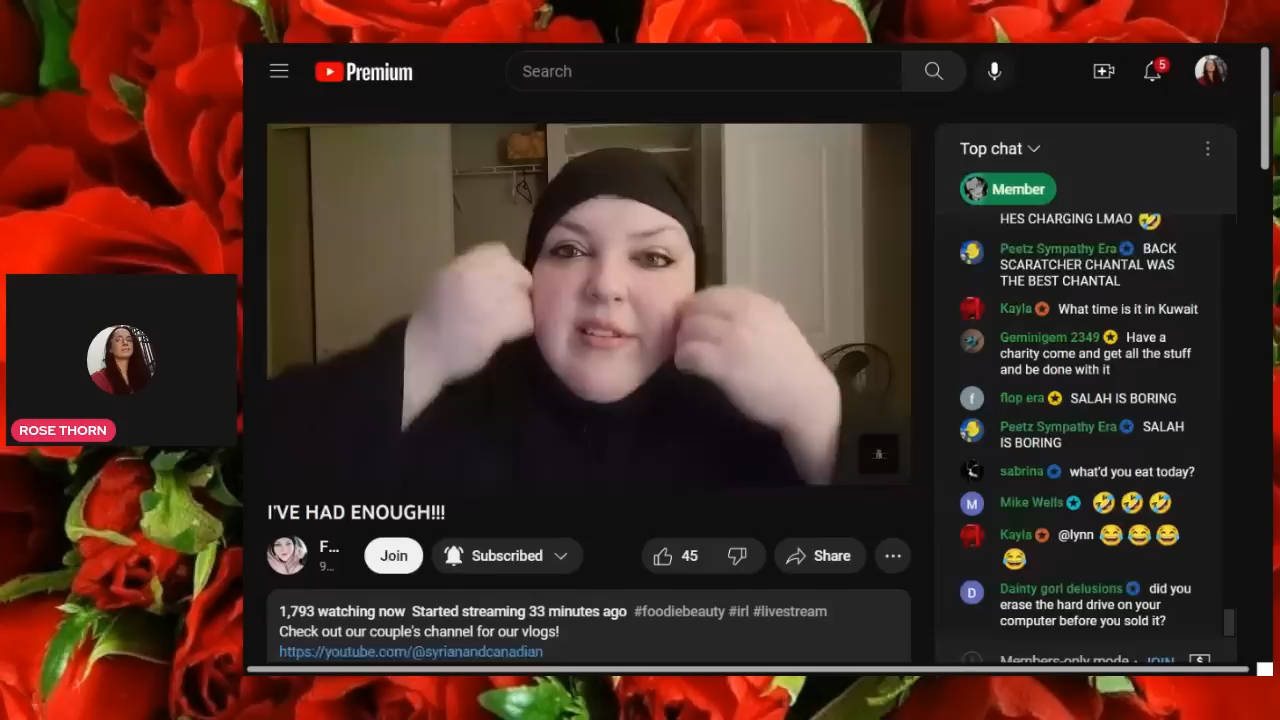 Premium
Search
5
Top chat
Member
HES CHARGING LMAO 🤣
Peetz Sympathy Era BACK
SCARATCHER CHANTAL WAS
THE BEST CHANTAL
Kayla What time is it in Kuwait
Geminigem 2349 Have a
charity come and get all the stuff
and be done with it
flop era SALAH IS BORING
Peetz Sympathy Era SALAH
IS BORING
sabrina what'd you eat today?
M
Mike Wells 🤣 🤣 🤣
Kayla @lynn 😂 😂 😂
😂
D
Dainty gorl delusions did you
erase the hard drive on your
computer before you sold it?
Members-only mode · JOIN
ROSE THORN
I'VE HAD ENOUGH!!!
F...
9...
Join
Subscribed
45
Share
1,793 watching now Started streaming 33 minutes ago #foodiebeauty #irl #livestream
Check out our couple's channel for our vlogs!
https://youtube.com/@syrianandcanadian